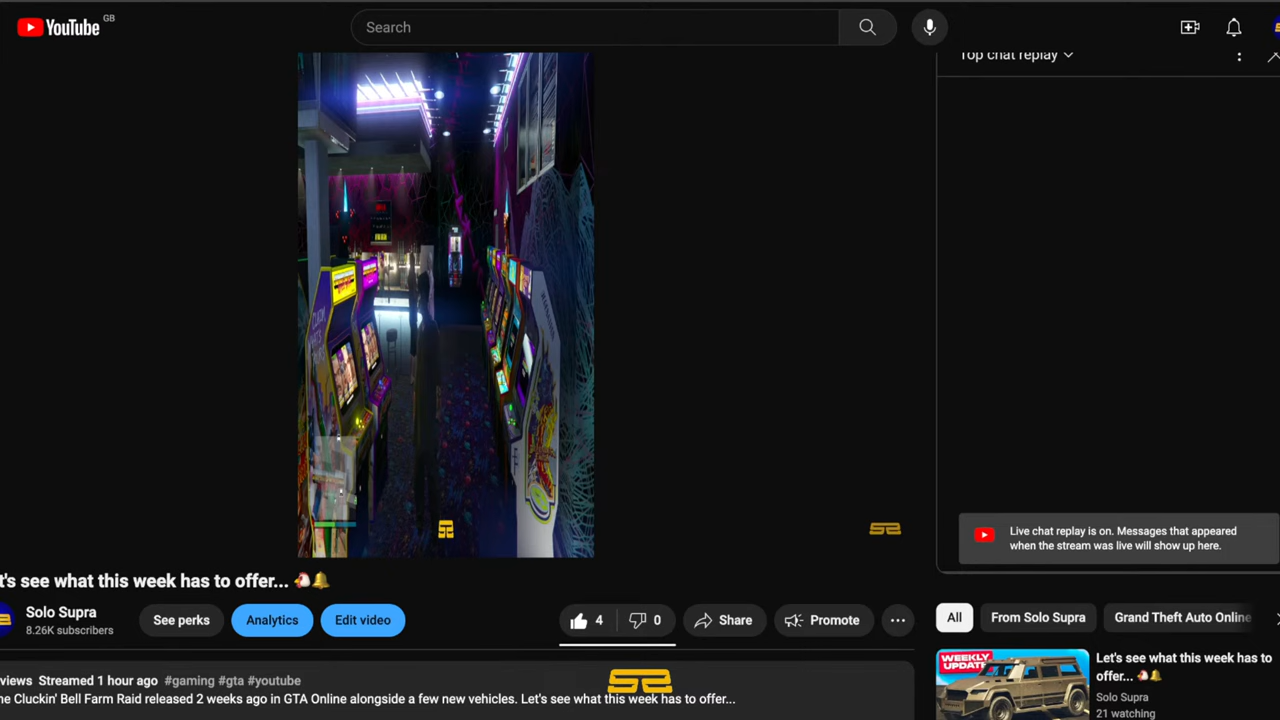 YouTube GB
Search
Top chat replay
Live chat replay is on. Messages that appeared
when the stream was live will show up here.
t's see what this week has to offer... 🐔🔔
Solo Supra
8.26K subscribers
See perks
Analytics
Edit video
4
0
Share
Promote
All
From Solo Supra
Grand Theft Auto Online
views Streamed 1 hour ago #gaming #gta #youtube
he Cluckin' Bell Farm Raid released 2 weeks ago in GTA Online alongside a few new vehicles. Let's see what this week has to offer...
WEEKLY
UPDATE
Let's see what this week has to
offer... 🐔🔔
Solo Supra
21 watching